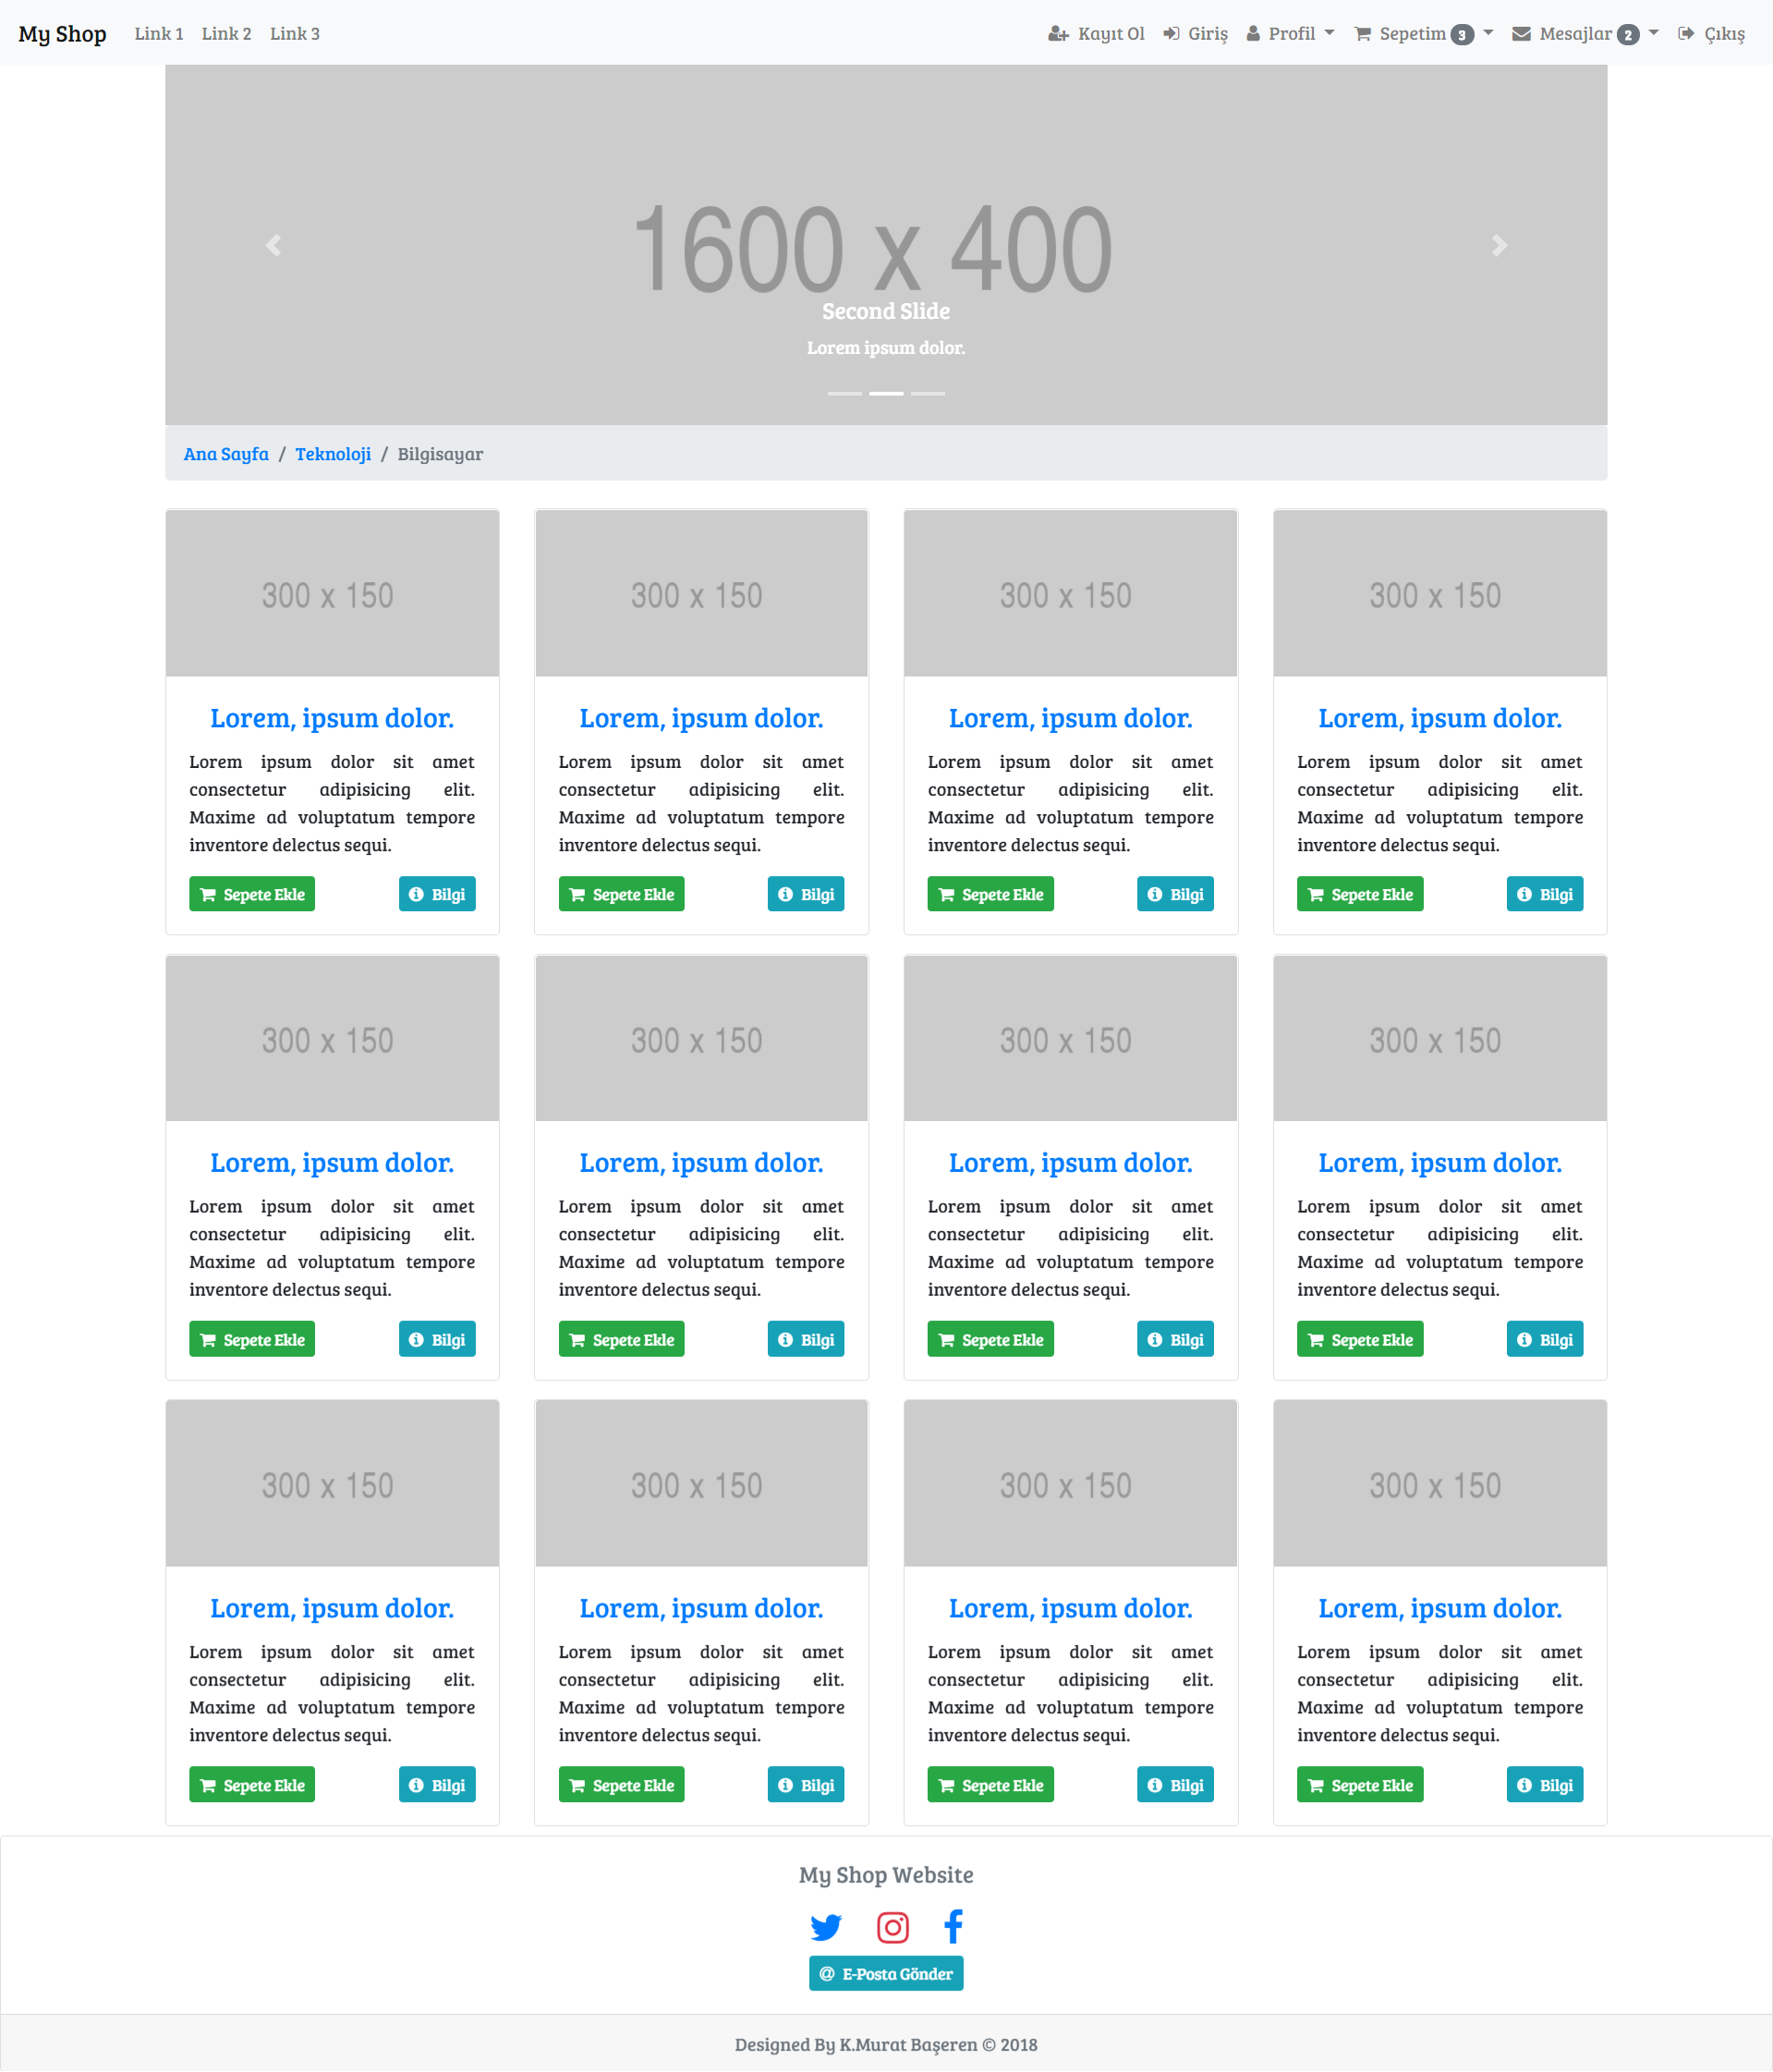 My Shop Link 1 Link 2 Link 3 Kayıt Ol Giriş Profil Sepetim 3 Mesajlar 2 Çıkış
1600 x 400
Second Slide
Lorem ipsum dolor.
Ana Sayfa / Teknoloji / Bilgisayar
300 x 150 300 x 150 300 x 150 300 x 150
Lorem, ipsum dolor. Lorem, ipsum dolor. Lorem, ipsum dolor. Lorem, ipsum dolor.
Lorem ipsum dolor sit amet Lorem ipsum dolor sit amet Lorem ipsum dolor sit amet Lorem ipsum dolor sit amet
consectetur adipisicing elit. consectetur adipisicing elit. consectetur adipisicing elit. consectetur adipisicing elit.
Maxime ad voluptatum tempore Maxime ad voluptatum tempore Maxime ad voluptatum tempore Maxime ad voluptatum tempore
inventore delectus sequi. inventore delectus sequi. inventore delectus sequi. inventore delectus sequi.
Sepete Ekle Bilgi Sepete Ekle Bilgi Sepete Ekle Bilgi Sepete Ekle Bilgi
300 x 150 300 x 150 300 x 150 300 x 150
Lorem, ipsum dolor. Lorem, ipsum dolor. Lorem, ipsum dolor. Lorem, ipsum dolor.
Lorem ipsum dolor sit amet Lorem ipsum dolor sit amet Lorem ipsum dolor sit amet Lorem ipsum dolor sit amet
consectetur adipisicing elit. consectetur adipisicing elit. consectetur adipisicing elit. consectetur adipisicing elit.
Maxime ad voluptatum tempore Maxime ad voluptatum tempore Maxime ad voluptatum tempore Maxime ad voluptatum tempore
inventore delectus sequi. inventore delectus sequi. inventore delectus sequi. inventore delectus sequi.
Sepete Ekle Bilgi Sepete Ekle Bilgi Sepete Ekle Bilgi Sepete Ekle Bilgi
300 x 150 300 x 150 300 x 150 300 x 150
Lorem, ipsum dolor. Lorem, ipsum dolor. Lorem, ipsum dolor. Lorem, ipsum dolor.
Lorem ipsum dolor sit amet Lorem ipsum dolor sit amet Lorem ipsum dolor sit amet Lorem ipsum dolor sit amet
consectetur adipisicing elit. consectetur adipisicing elit. consectetur adipisicing elit. consectetur adipisicing elit.
Maxime ad voluptatum tempore Maxime ad voluptatum tempore Maxime ad voluptatum tempore Maxime ad voluptatum tempore
inventore delectus sequi. inventore delectus sequi. inventore delectus sequi. inventore delectus sequi.
Sepete Ekle Bilgi Sepete Ekle Bilgi Sepete Ekle Bilgi Sepete Ekle Bilgi
My Shop Website
@ E-Posta Gönder
Designed By K.Murat Başeren © 2018